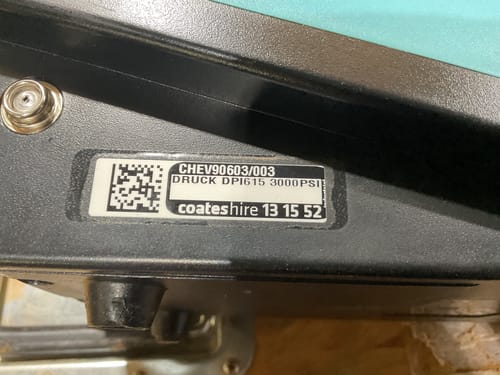 CHEV90603/003
DRUCK DPI615 3000PSI
coateshire 13 15 52